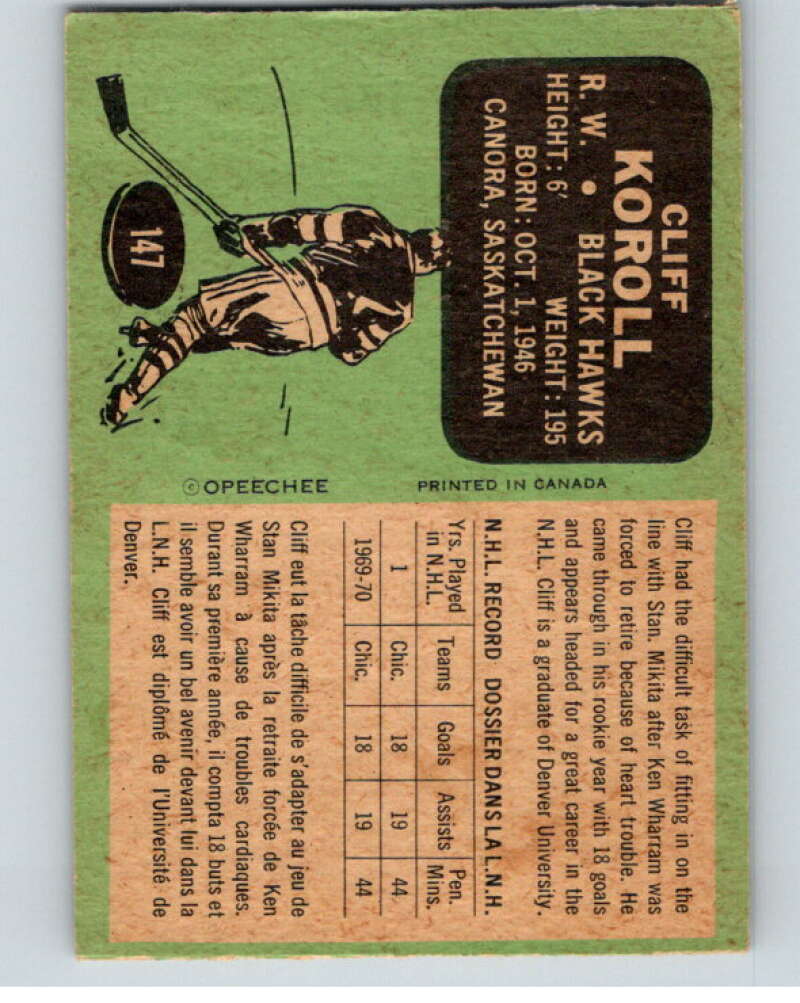 CLIFF
KOROLL
R. W. • BLACK HAWKS
HEIGHT: 6' WEIGHT: 195
BORN: OCT. 1, 1946
CANORA, SASKATCHEWAN
147
© OPEECHEE PRINTED IN CANADA
Cliff had the difficult task of fitting in on the
line with Stan. Mikita after Ken Wharram was
forced to retire because of heart trouble. He
came through in his rookie year with 18 goals
and appears headed for a great career in the
N.H.L. Cliff is a graduate of Denver University.
N.H.L. RECORD DOSSIER DANS LA L.N.H.
Yrs. Played in N.H.L. Teams Goals Assists Pen. Mins.
1 Chic. 18 19 44
1969-70 Chic. 18 19 44
Cliff eut la tâche difficile de s'adapter au jeu de
Stan Mikita après la retraite forcée de Ken
Wharram à cause de troubles cardiaques.
Durant sa première année, il compta 18 buts et
il semble avoir un bel avenir devant lui dans la
L.N.H. Cliff est diplômé de l'Université de
Denver.